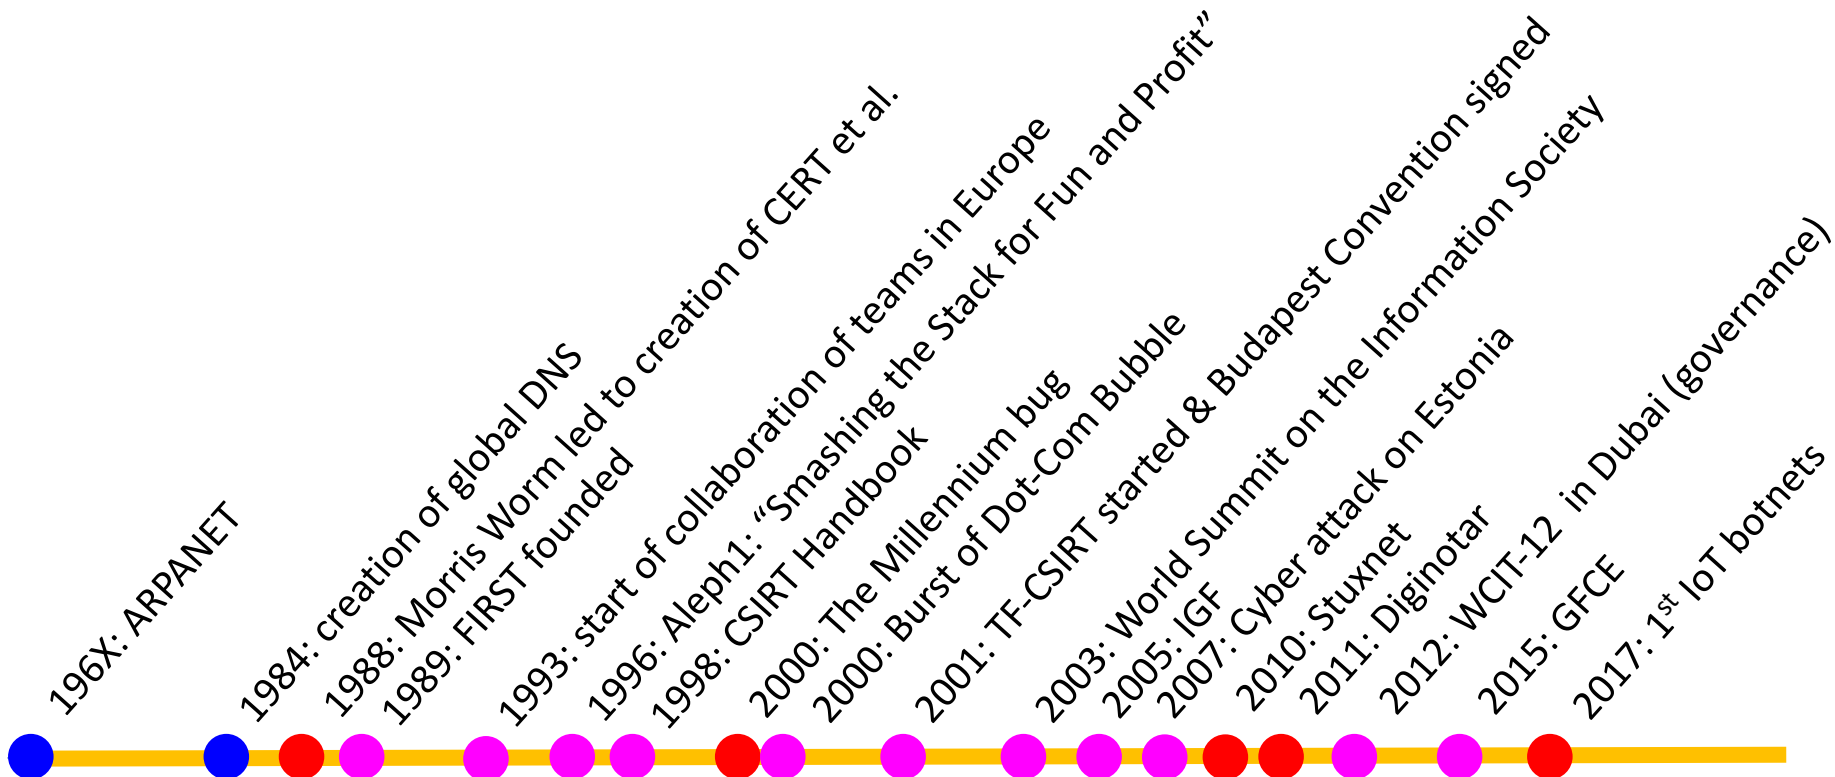 196X: ARPANET
1984: creation of global DNS
1988: Morris Worm led to creation of CERT et al.
1989: FIRST founded
1993: start of collaboration of teams in Europe
1996: Aleph1: “Smashing the Stack for Fun and Profit”
1998: CSIRT Handbook
2000: The Millennium bug
2000: Burst of Dot-Com Bubble
2001: TF-CSIRT started & Budapest Convention signed
2003: World Summit on the Information Society
2005: IGF
2007: Cyber attack on Estonia
2010: Stuxnet
2011: Diginotar
2012: WCIT-12 in Dubai (governance)
2015: GFCE
2017: 1st IoT botnets